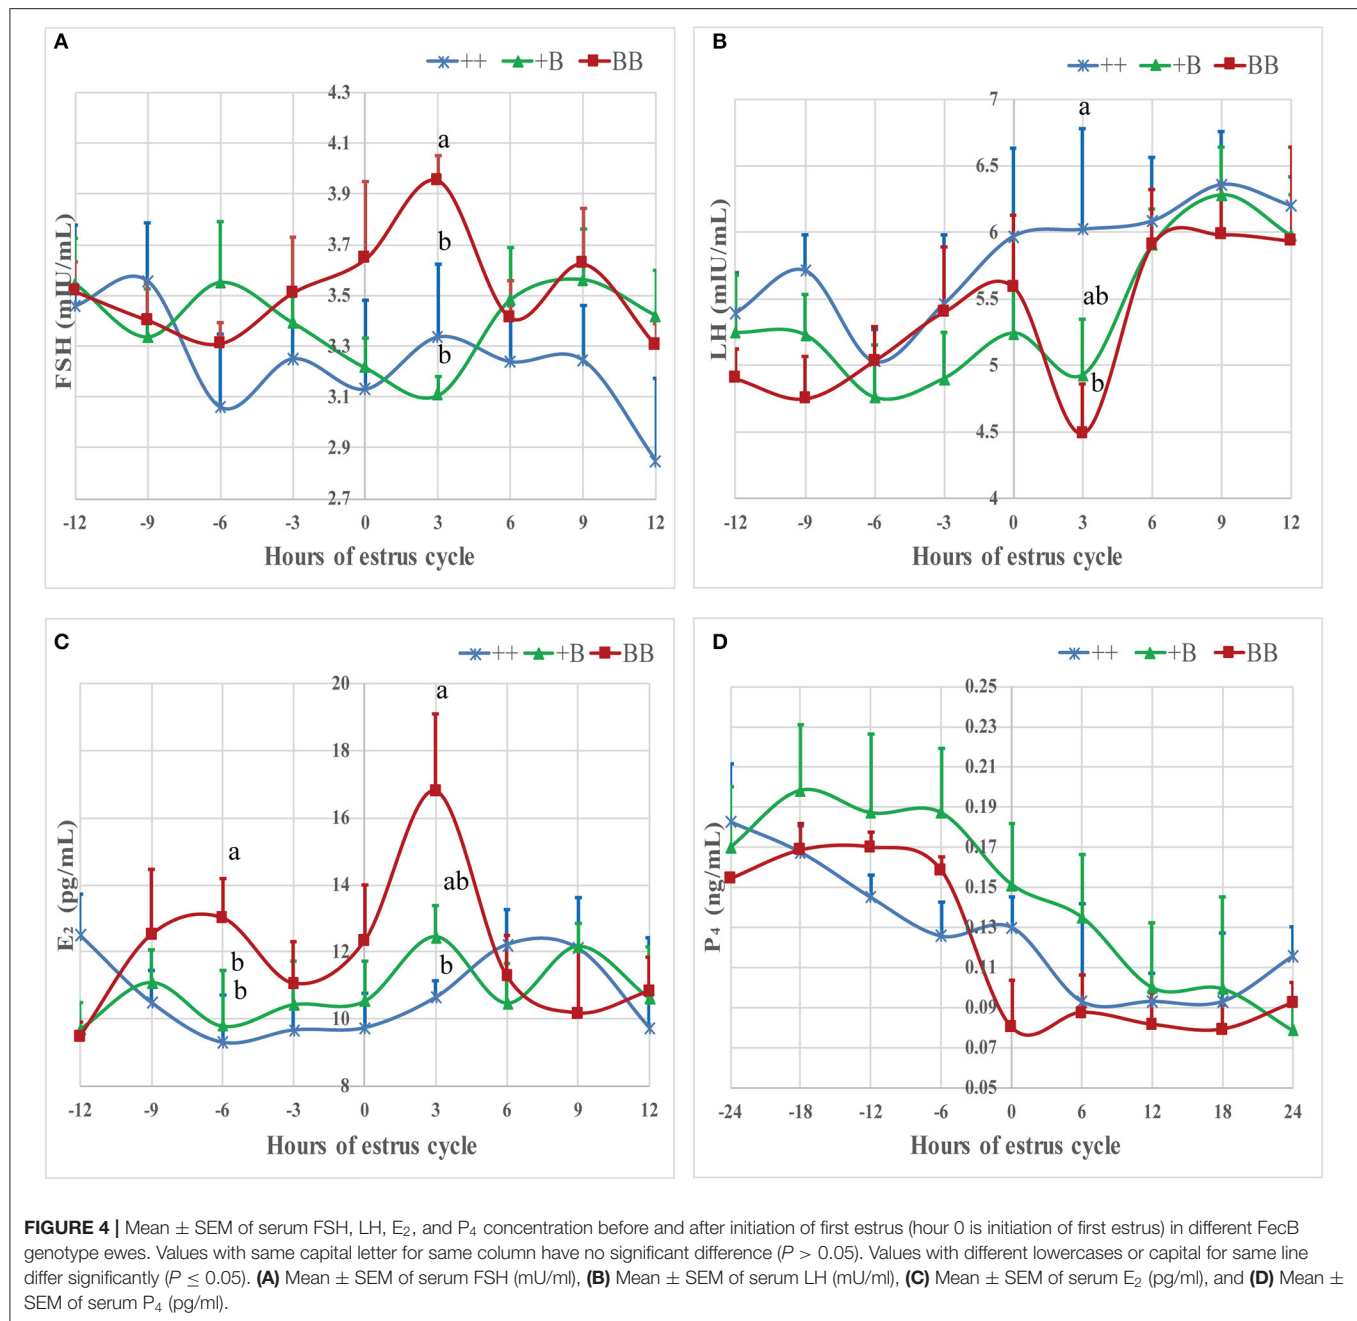 A
++ +B BB
4.3
4.1
3.9
3.7
3.5
3.3
3.1
2.9
2.7
a
b
b
FSH (mIU/mL)
-12 -9 -6 -3 0 3 6 9 12
Hours of estrus cycle
B
++ +B BB
7
6.5
6
5.5
5
4.5
4
a
ab
b
LH (mIU/mL)
-12 -9 -6 -3 0 3 6 9 12
Hours of estrus cycle
C
++ +B BB
20
18
16
14
12
10
8
a
a
ab
b
b
b
E₂ (pg/mL)
-12 -9 -6 -3 0 3 6 9 12
Hours of estrus cycle
D
++ +B BB
0.25
0.23
0.21
0.19
0.17
0.15
0.13
0.11
0.09
0.07
0.05
P₄ (ng/mL)
-24 -18 -12 -6 0 6 12 18 24
Hours of estrus cycle
FIGURE 4 | Mean ± SEM of serum FSH, LH, E₂, and P₄ concentration before and after initiation of first estrus (hour 0 is initiation of first estrus) in different FecB
genotype ewes. Values with same capital letter for same column have no significant difference (P > 0.05). Values with different lowercases or capital for same line
differ significantly (P ≤ 0.05). (A) Mean ± SEM of serum FSH (mU/ml), (B) Mean ± SEM of serum LH (mU/ml), (C) Mean ± SEM of serum E₂ (pg/ml), and (D) Mean ±
SEM of serum P₄ (pg/ml).